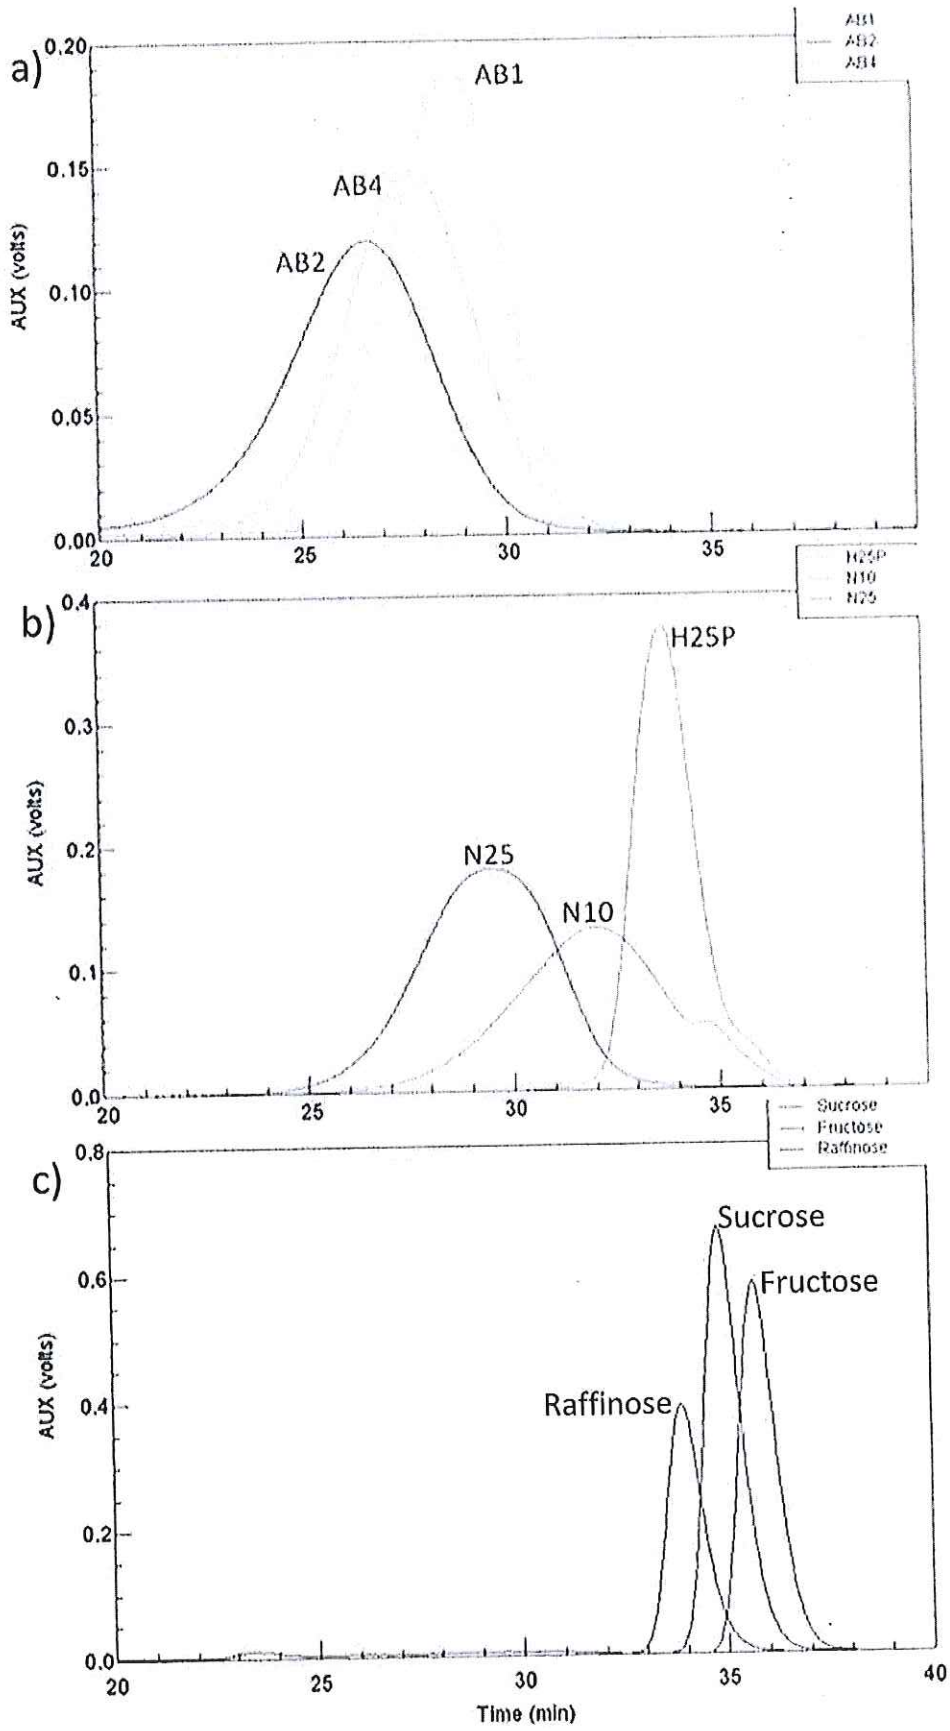 a)
AB1
AB2
AB4
0.20
0.15
0.10
0.05
0.00
AUX (volts)
AB1
AB4
AB2
20
25
30
35
b)
H25P
N10
N25
0.4
0.3
0.2
0.1
0.0
AUX (volts)
H25P
N25
N10
20
25
30
35
c)
Sucrose
Fructose
Raffinose
0.8
0.6
0.4
0.2
0.0
AUX (volts)
Sucrose
Fructose
Raffinose
20
25
30
35
40
Time (min)